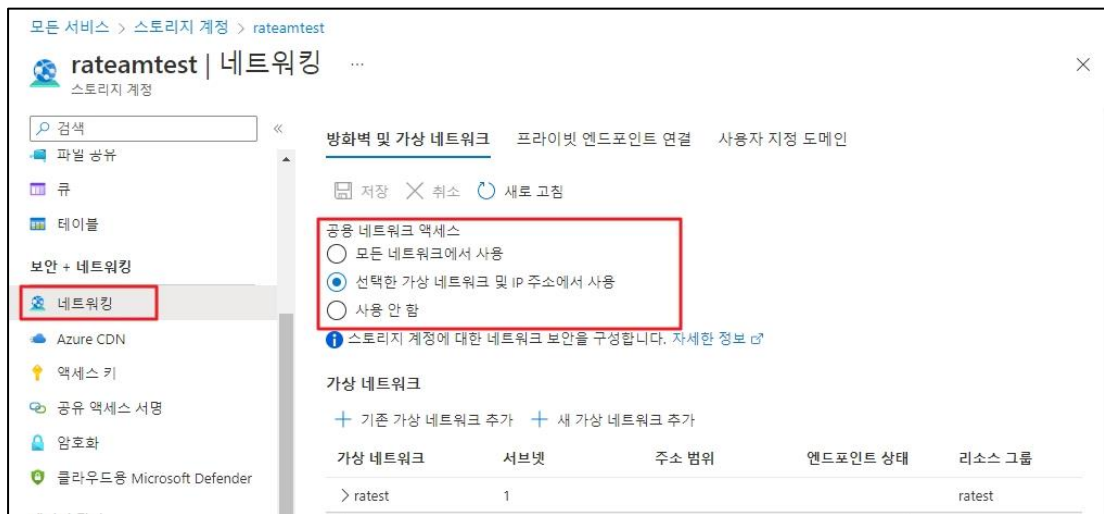 모든 서비스 > 스토리지 계정 > rateamtest
rateamtest | 네트워킹 ...
스토리지 계정
검색
파일 공유
큐
테이블
보안 + 네트워킹
네트워킹
Azure CDN
액세스 키
공유 액세스 서명
암호화
클라우드용 Microsoft Defender
방화벽 및 가상 네트워크 프라이빗 엔드포인트 연결 사용자 지정 도메인
저장 취소 새로 고침
공용 네트워크 액세스
모든 네트워크에서 사용
선택한 가상 네트워크 및 IP 주소에서 사용
사용 안 함
스토리지 계정에 대한 네트워크 보안을 구성합니다. 자세한 정보
가상 네트워크
+ 기존 가상 네트워크 추가 + 새 가상 네트워크 추가
가상 네트워크 서브넷 주소 범위 엔드포인트 상태 리소스 그룹
> ratest 1 ratest